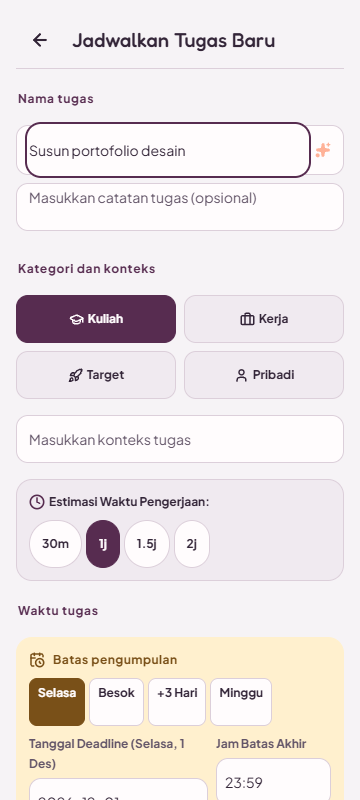 Jadwalkan Tugas Baru
Nama tugas
Susun portofolio desain
Masukkan catatan tugas (opsional)
Kategori dan konteks
Kuliah
Kerja
Target
Pribadi
Masukkan konteks tugas
Estimasi Waktu Pengerjaan:
30m
1j
1.5j
2j
Waktu tugas
Batas pengumpulan
Selasa
Besok
+3 Hari
Minggu
Tanggal Deadline (Selasa, 1
Des)
Jam Batas Akhir
23:59